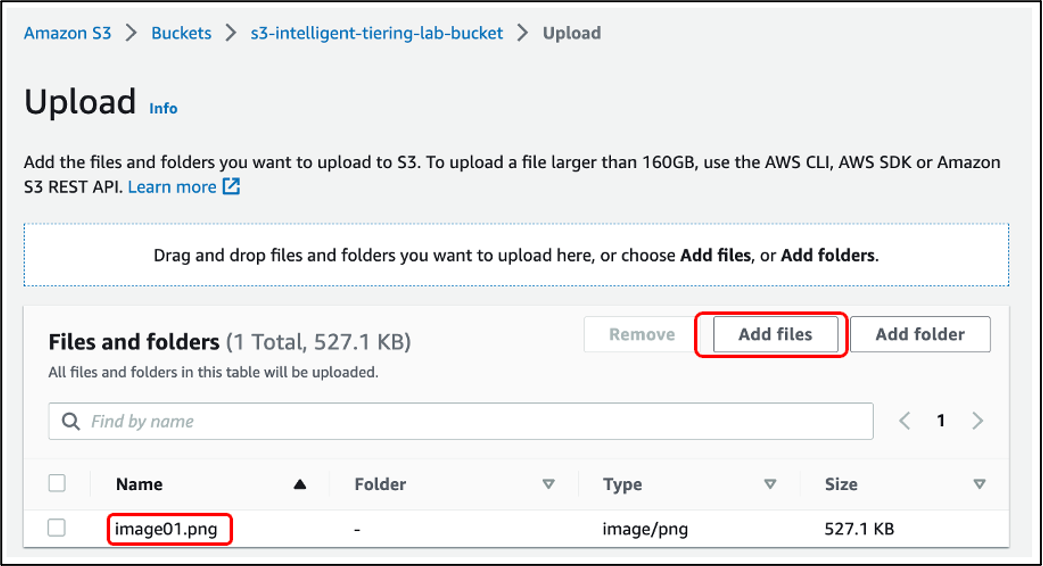 Amazon S3 > Buckets > s3-intelligent-tiering-lab-bucket > Upload
Upload Info
Add the files and folders you want to upload to S3. To upload a file larger than 160GB, use the AWS CLI, AWS SDK or Amazon
S3 REST API. Learn more
Drag and drop files and folders you want to upload here, or choose Add files, or Add folders.
Files and folders (1 Total, 527.1 KB)
Remove
Add files
Add folder
All files and folders in this table will be uploaded.
Find by name
< 1 >
Name Folder Type Size
image01.png - image/png 527.1 KB